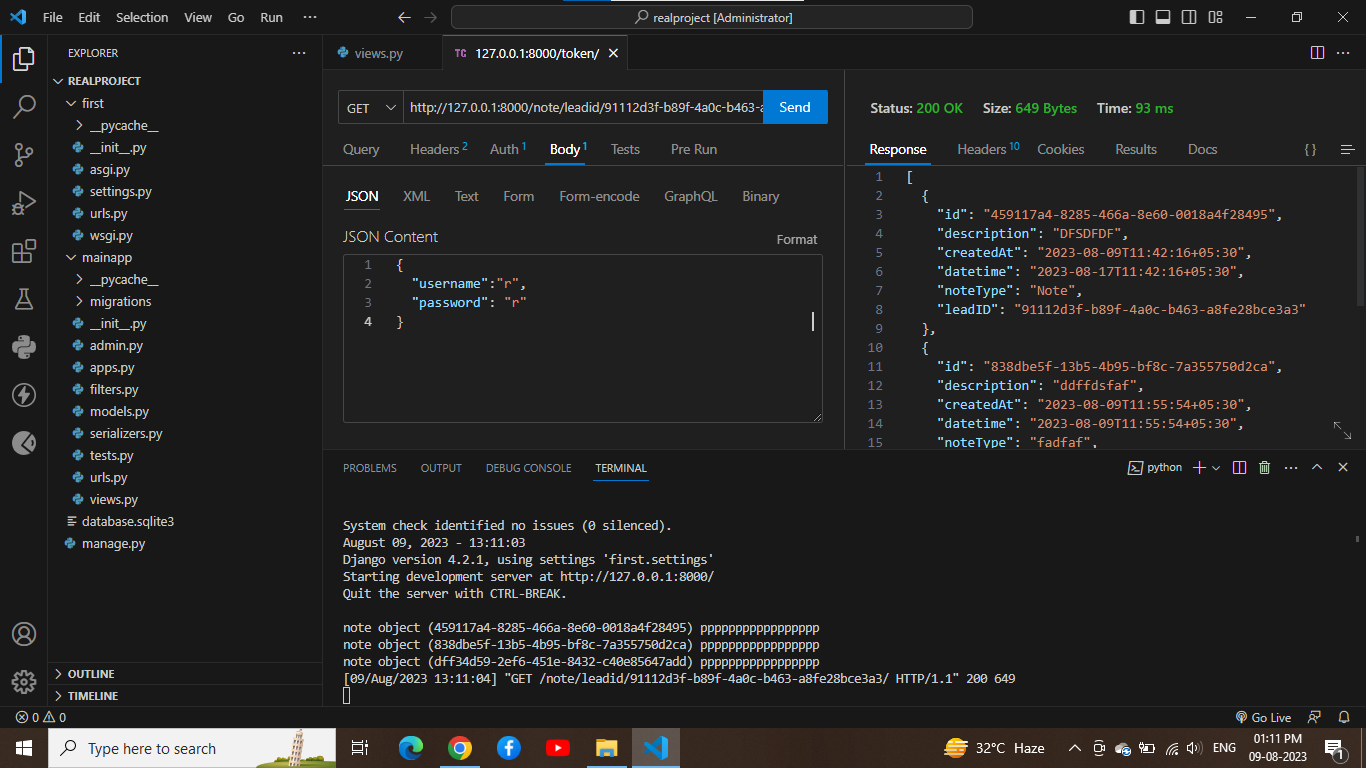 File Edit Selection View Go Run ···
realproject [Administrator]
EXPLORER
REALPROJECT
first
__pycache__
__init__.py
asgi.py
settings.py
urls.py
wsgi.py
mainapp
__pycache__
migrations
__init__.py
admin.py
apps.py
filters.py
models.py
serializers.py
tests.py
urls.py
views.py
database.sqlite3
manage.py
OUTLINE
TIMELINE
views.py
TC 127.0.0.1:8000/token/
GET http://127.0.0.1:8000/note/leadid/91112d3f-b89f-4a0c-b463-a Send
Query Headers 2 Auth 1 Body 1 Tests Pre Run
JSON XML Text Form Form-encode GraphQL Binary
JSON Content Format
1 {
2 "username":"r",
3 "password": "r"
4 }
Status: 200 OK Size: 649 Bytes Time: 93 ms
Response Headers 10 Cookies Results Docs { }
1 [
2 {
3 "id": "459117a4-8285-466a-8e60-0018a4f28495",
4 "description": "DFSDFDF",
5 "createdAt": "2023-08-09T11:42:16+05:30",
6 "datetime": "2023-08-17T11:42:16+05:30",
7 "noteType": "Note",
8 "leadID": "91112d3f-b89f-4a0c-b463-a8fe28bce3a3"
9 },
10 {
11 "id": "838dbe5f-13b5-4b95-bf8c-7a355750d2ca",
12 "description": "ddffdsfaf",
13 "createdAt": "2023-08-09T11:55:54+05:30",
14 "datetime": "2023-08-09T11:55:54+05:30",
15 "noteType": "fadfaf",
PROBLEMS OUTPUT DEBUG CONSOLE TERMINAL
python
System check identified no issues (0 silenced).
August 09, 2023 - 13:11:03
Django version 4.2.1, using settings 'first.settings'
Starting development server at http://127.0.0.1:8000/
Quit the server with CTRL-BREAK.
note object (459117a4-8285-466a-8e60-0018a4f28495) ppppppppppppppppp
note object (838dbe5f-13b5-4b95-bf8c-7a355750d2ca) ppppppppppppppppp
note object (dff34d59-2ef6-451e-8432-c40e85647add) ppppppppppppppppp
[09/Aug/2023 13:11:04] "GET /note/leadid/91112d3f-b89f-4a0c-b463-a8fe28bce3a3/ HTTP/1.1" 200 649
0 0
Go Live
Type here to search
32°C Haze
ENG
01:11 PM
09-08-2023
1